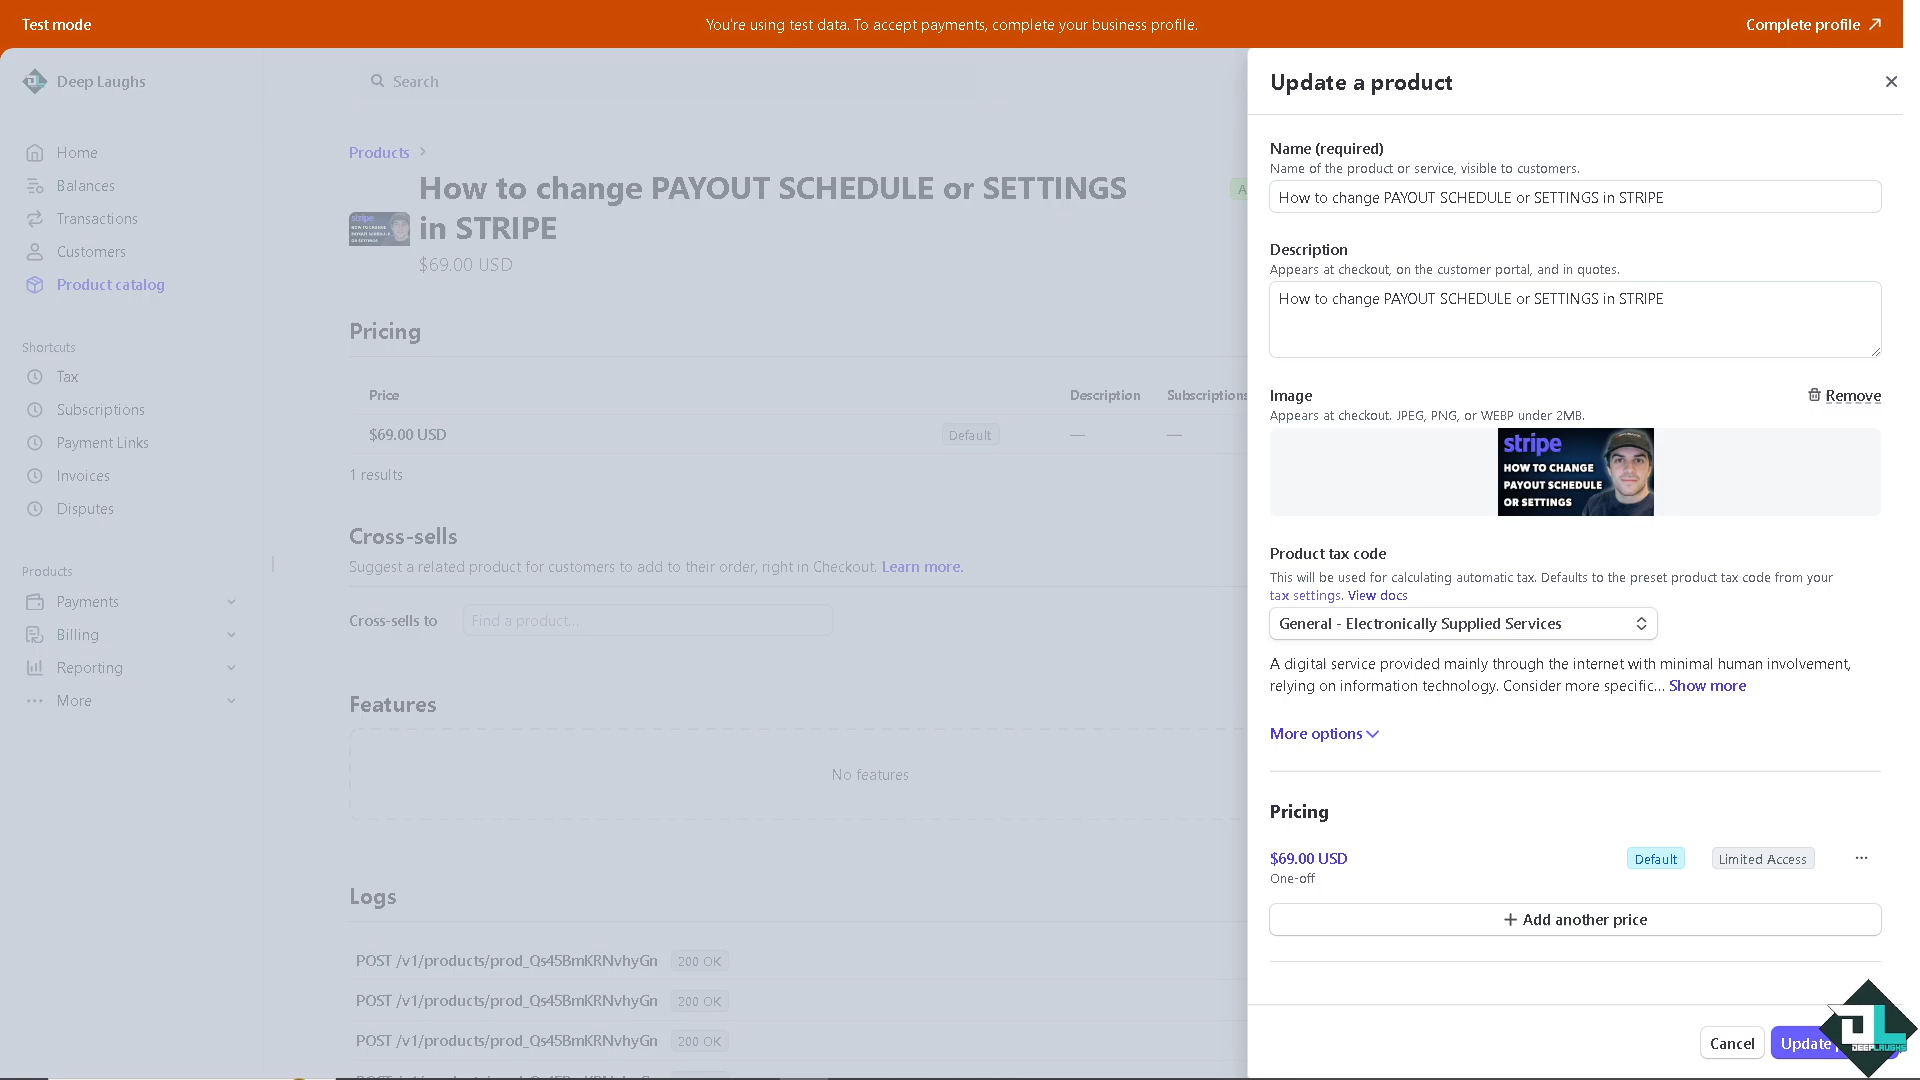 Test mode
You're using test data. To accept payments, complete your business profile.
Complete profile
Deep Laughs
Search
Home
Balances
Transactions
Customers
Product catalog
Shortcuts
Tax
Subscriptions
Payment Links
Invoices
Disputes
Products
Payments
Billing
Reporting
More
Products
How to change PAYOUT SCHEDULE or SETTINGS
in STRIPE
$69.00 USD
A
Pricing
Price
Description
Subscriptions
$69.00 USD
Default
—
—
1 results
Cross-sells
Suggest a related product for customers to add to their order, right in Checkout. Learn more.
Cross-sells to
Find a product...
Features
No features
Logs
POST /v1/products/prod_Qs45BmKRNvhyGn
200 OK
POST /v1/products/prod_Qs45BmKRNvhyGn
200 OK
POST /v1/products/prod_Qs45BmKRNvhyGn
200 OK
Update a product
Name (required)
Name of the product or service, visible to customers.
How to change PAYOUT SCHEDULE or SETTINGS in STRIPE
Description
Appears at checkout, on the customer portal, and in quotes.
How to change PAYOUT SCHEDULE or SETTINGS in STRIPE
Image
Remove
Appears at checkout. JPEG, PNG, or WEBP under 2MB.
stripe
HOW TO CHANGE
PAYOUT SCHEDULE
OR SETTINGS
Product tax code
This will be used for calculating automatic tax. Defaults to the preset product tax code from your
tax settings. View docs
General - Electronically Supplied Services
A digital service provided mainly through the internet with minimal human involvement,
relying on information technology. Consider more specific... Show more
More options
Pricing
$69.00 USD
Default
Limited Access
One-off
Add another price
Cancel
Update
DL
DEEPLAUGHS